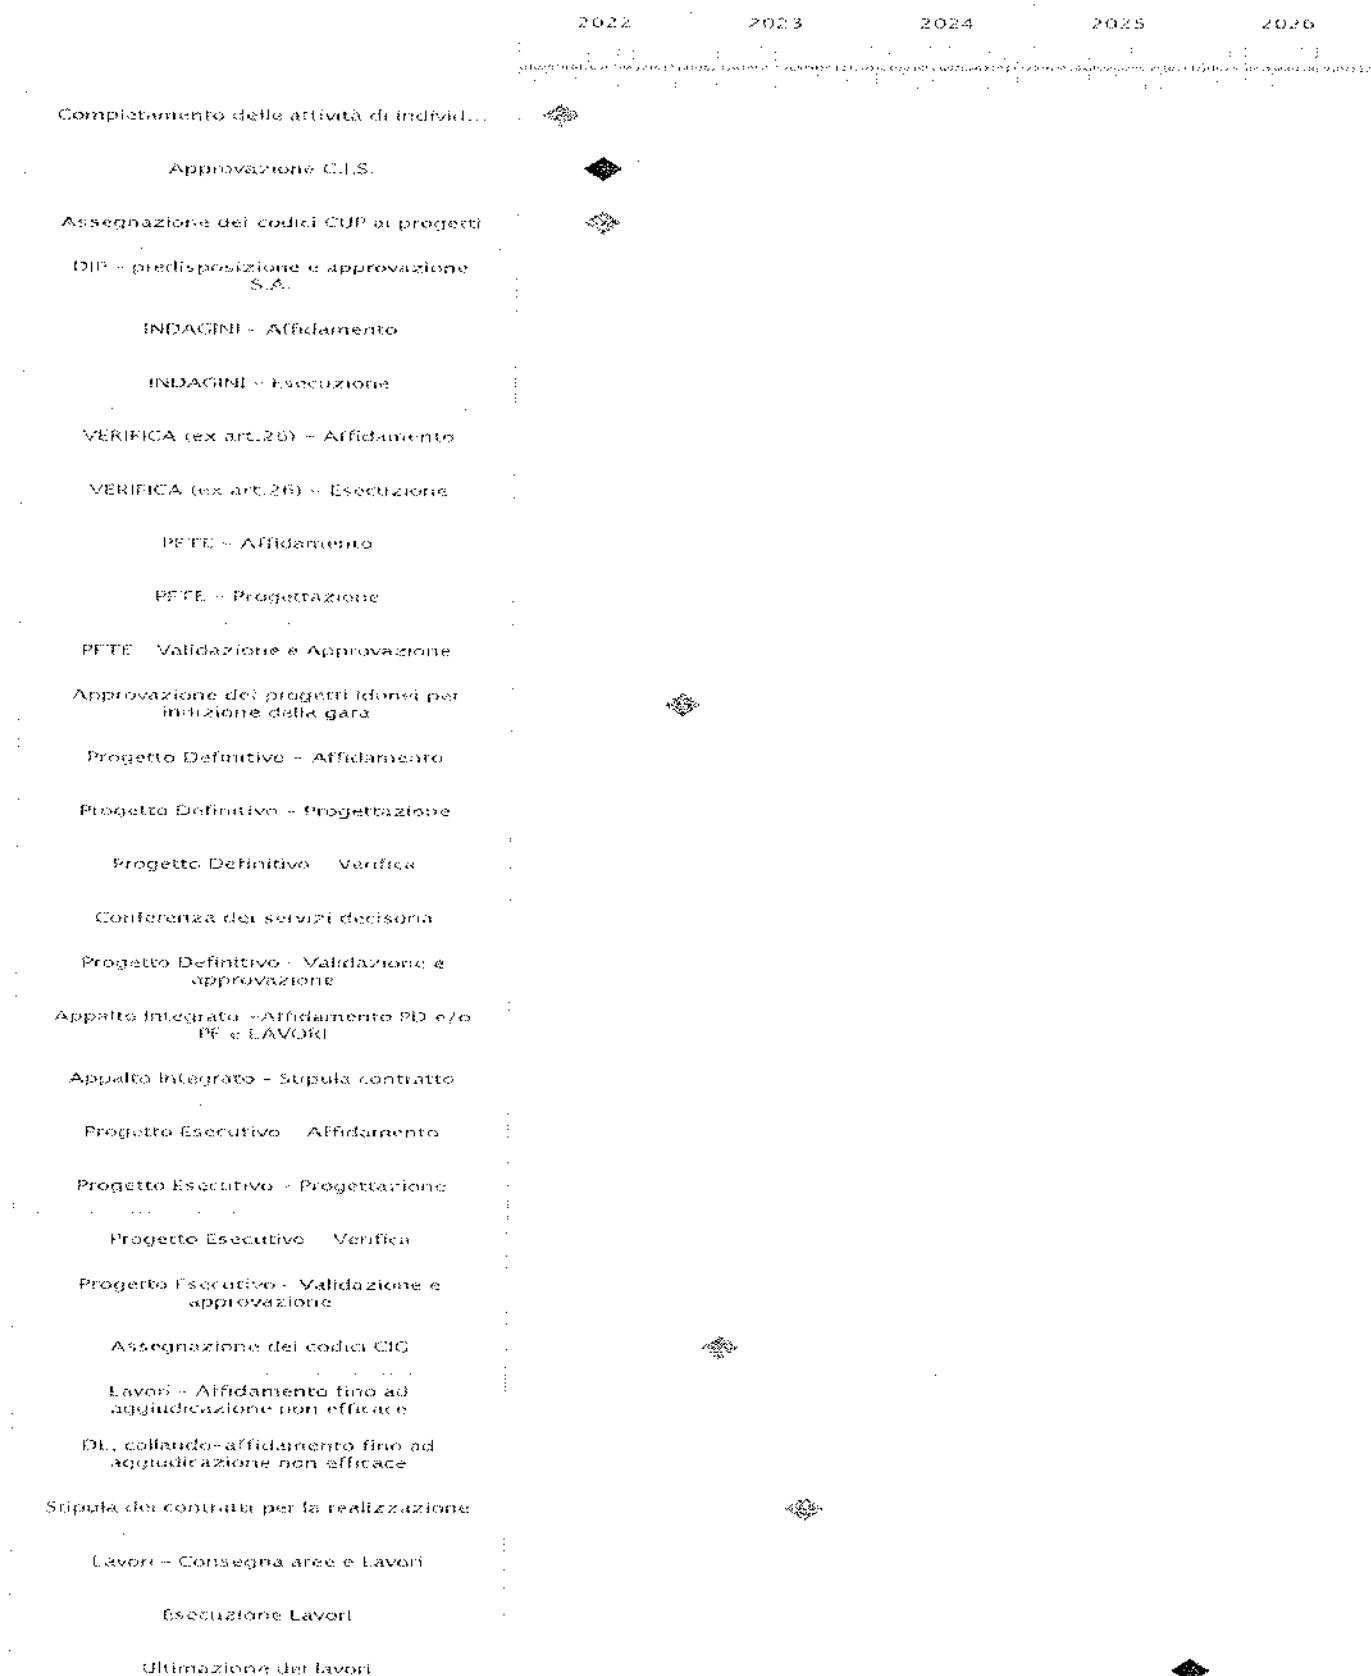 2022 2023 2024 2025 2026
Completamento delle attività di individ...
Approvazione C.I.S.
Assegnazione dei codici CUP ai progetti
DIP - predisposizione e approvazione
S.A.
INDAGINI - Affidamento
INDAGINI - Esecuzione
VERIFICA (ex art.26) - Affidamento
VERIFICA (ex art.26) - Esecuzione
PFTE - Affidamento
PFTE - Progettazione
PFTE - Validazione e Approvazione
Approvazione dei progetti idonei per
indizione della gara
Progetto Definitivo - Affidamento
Progetto Definitivo - Progettazione
Progetto Definitivo - Verifica
Conferenza dei servizi decisoria
Progetto Definitivo - Validazione e
approvazione
Appalto Integrato -Affidamento PD e/o
PE e LAVORI
Appalto Integrato - Stipula contratto
Progetto Esecutivo - Affidamento
Progetto Esecutivo - Progettazione
Progetto Esecutivo - Verifica
Progetto Esecutivo - Validazione e
approvazione
Assegnazione dei codici CIG
Lavori - Affidamento fino ad
aggiudicazione non efficace
DL, collaudo-affidamento fino ad
aggiudicazione non efficace
Stipula dei contratti per la realizzazione
Lavori - Consegna aree e Lavori
Esecuzione Lavori
Ultimazione dei lavori